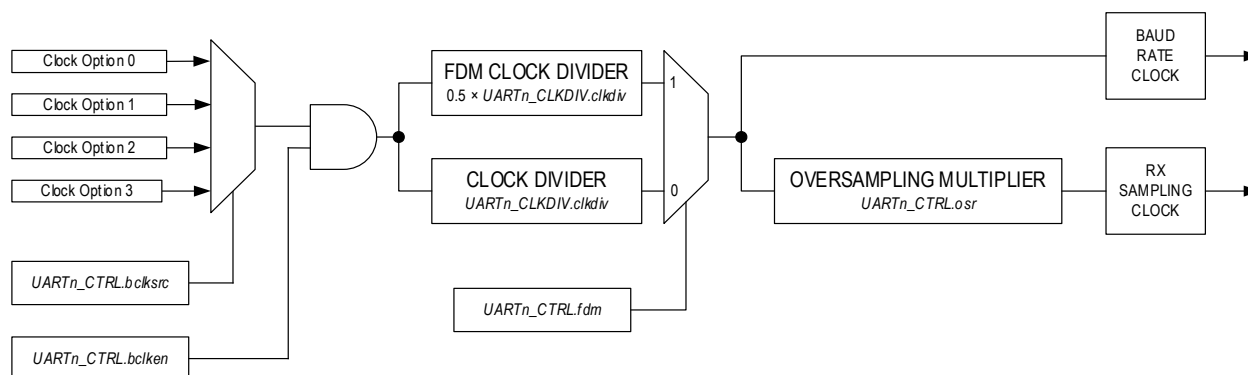 Clock Option 0
Clock Option 1
Clock Option 2
Clock Option 3
UARTn_CTRL.bclksrc
UARTn_CTRL.bclken
FDM CLOCK DIVIDER
0.5 × UARTn_CLKDIV.clkdiv
CLOCK DIVIDER
UARTn_CLKDIV.clkdiv
1
0
UARTn_CTRL.fdm
OVERSAMPLING MULTIPLIER
UARTn_CTRL.osr
BAUD
RATE
CLOCK
RX
SAMPLING
CLOCK